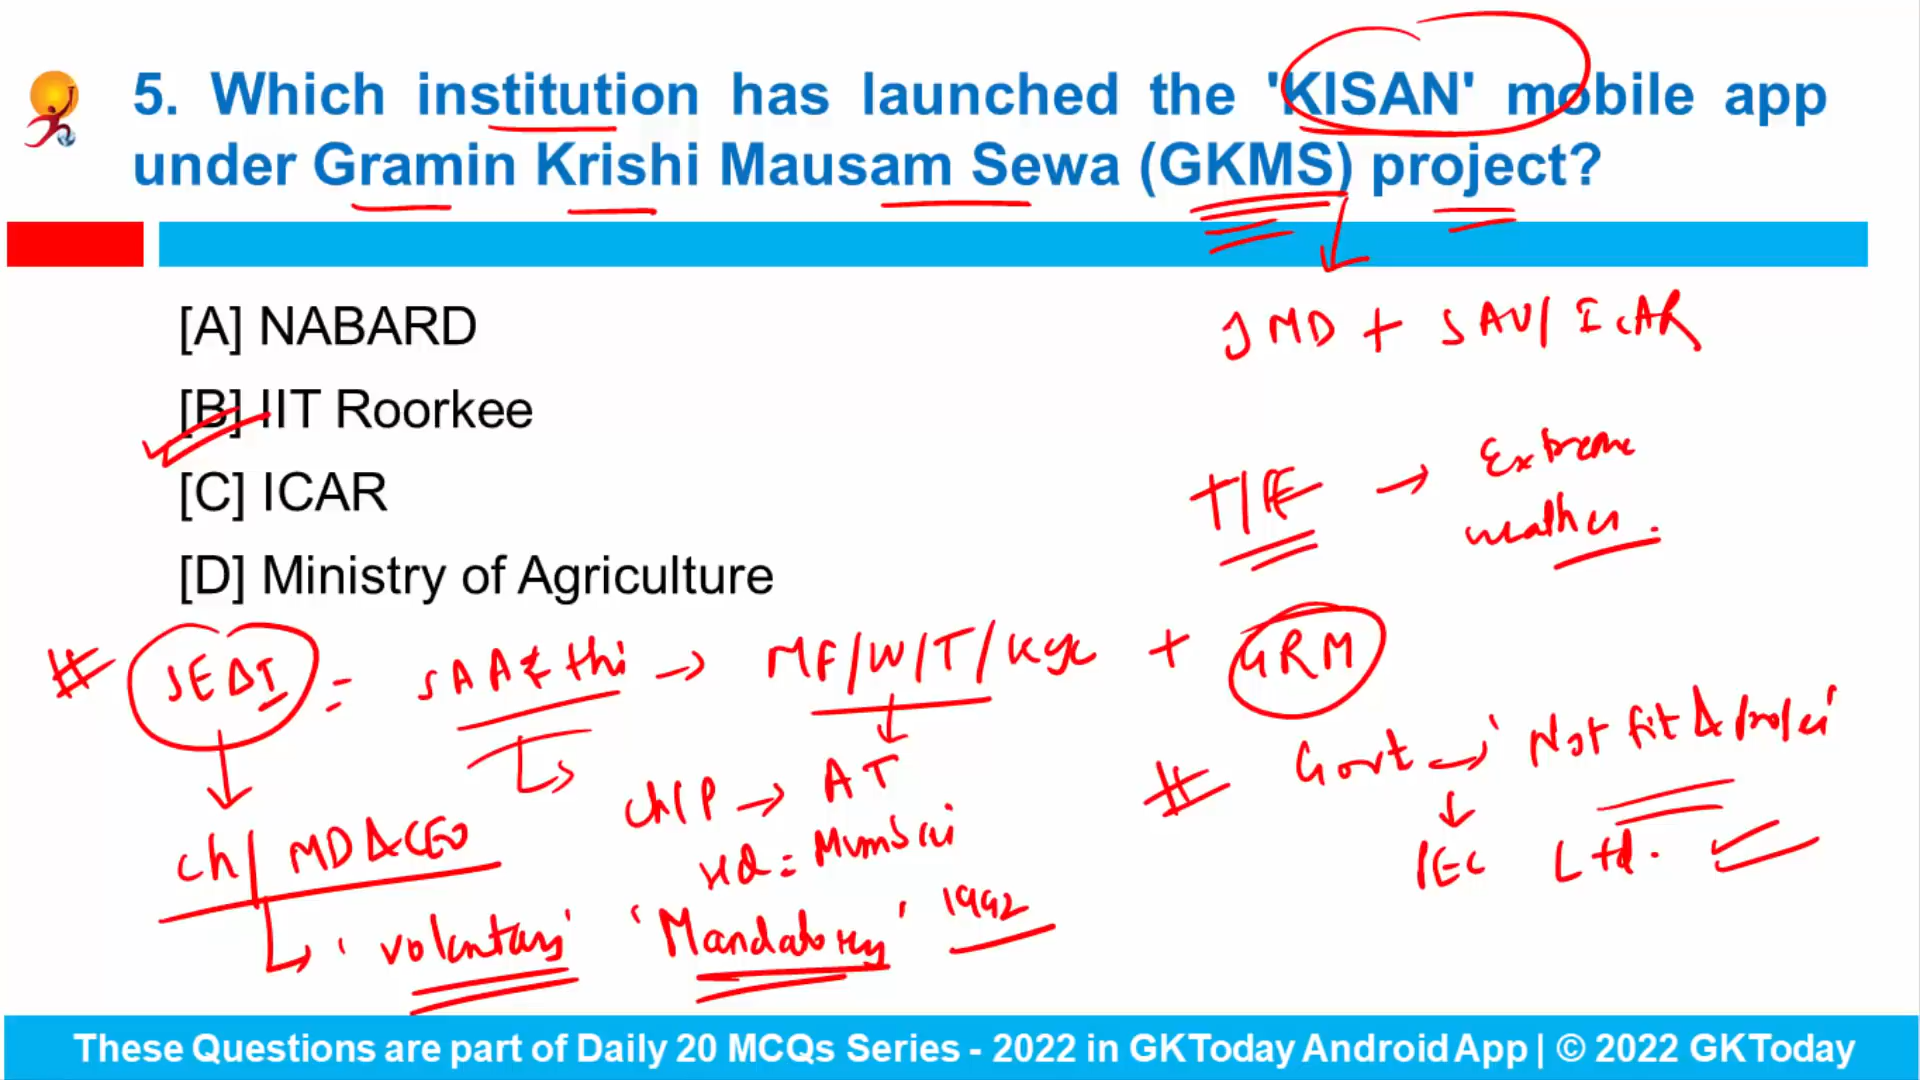 5. Which institution has launched the 'KISAN' mobile app
under Gramin Krishi Mausam Sewa (GKMS) project?
[A] NABARD
[B] IIT Roorkee
[C] ICAR
[D] Ministry of Agriculture
IMD + SAU/ICAR
Extreme
weather.
SEBI = SAARthi → MF/W/T/Kyc + GRM
Govt → 'Not fit & proper'
Ch/P → AT
HQ = Mumbai
Ch/MD & CEO
IEC Ltd.
'voluntary' 'Mandatory' 1992
These Questions are part of Daily 20 MCQs Series - 2022 in GKToday Android App | © 2022 GKToday